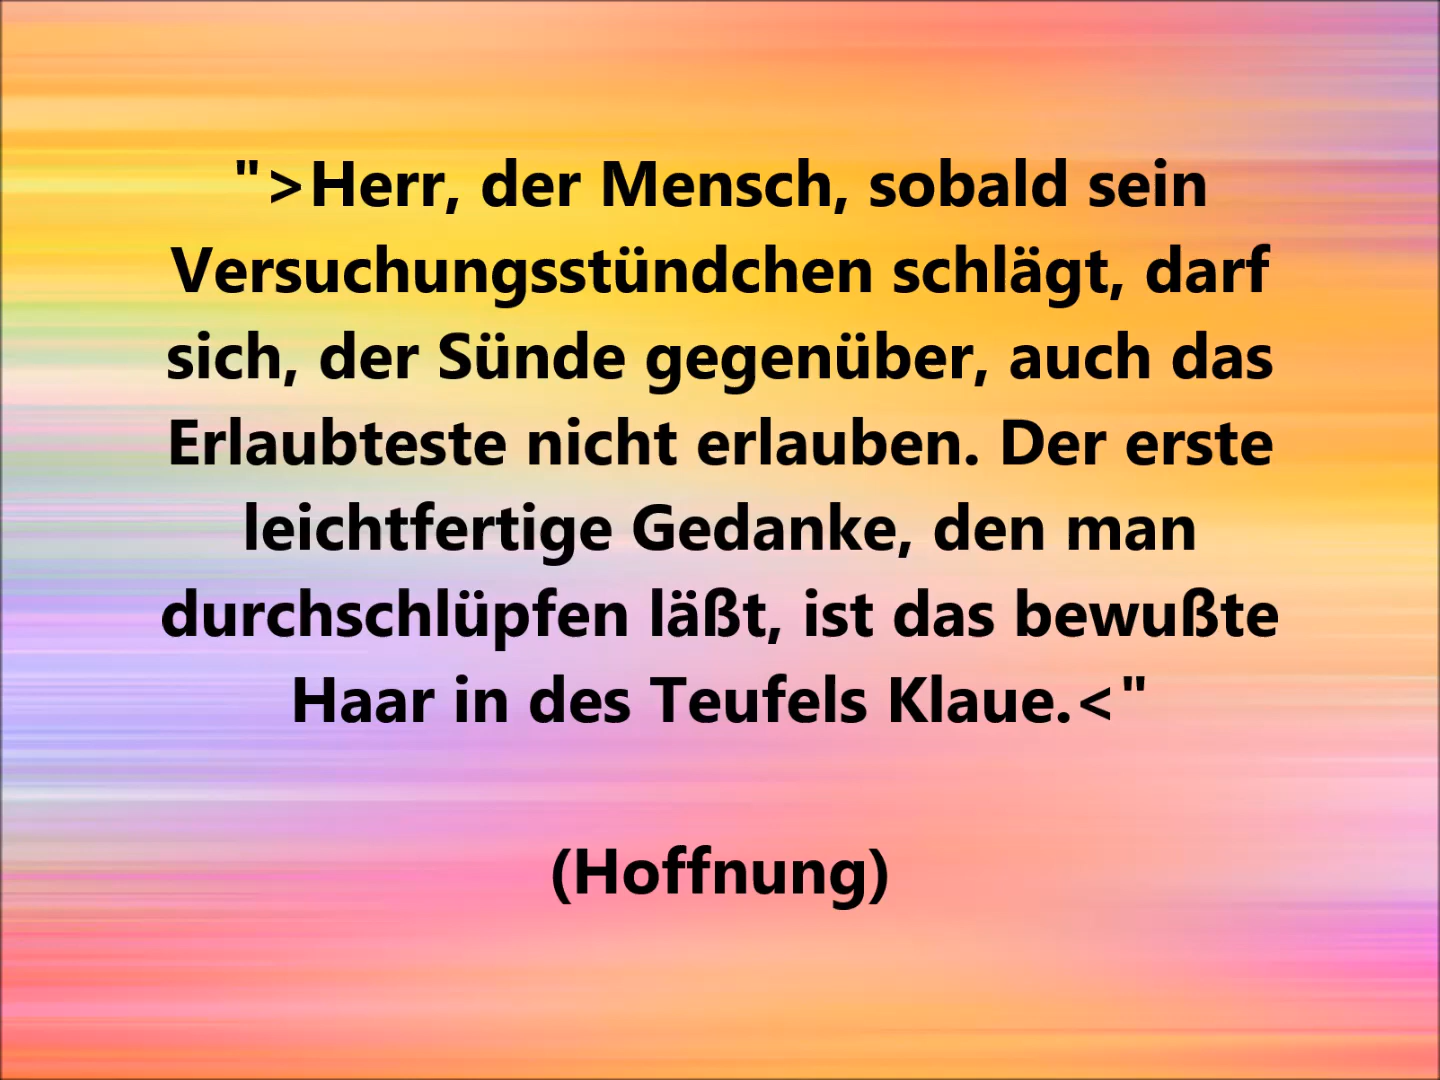 ">Herr, der Mensch, sobald sein
Versuchungsstündchen schlägt, darf
sich, der Sünde gegenüber, auch das
Erlaubteste nicht erlauben. Der erste
leichtfertige Gedanke, den man
durchschlüpfen läßt, ist das bewußte
Haar in des Teufels Klaue.<"
(Hoffnung)